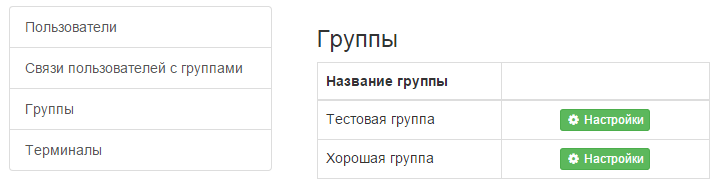 Пользователи
Связи пользователей с группами
Группы
Терминалы
Группы
Название группы
Тестовая группа Настройки
Хорошая группа Настройки